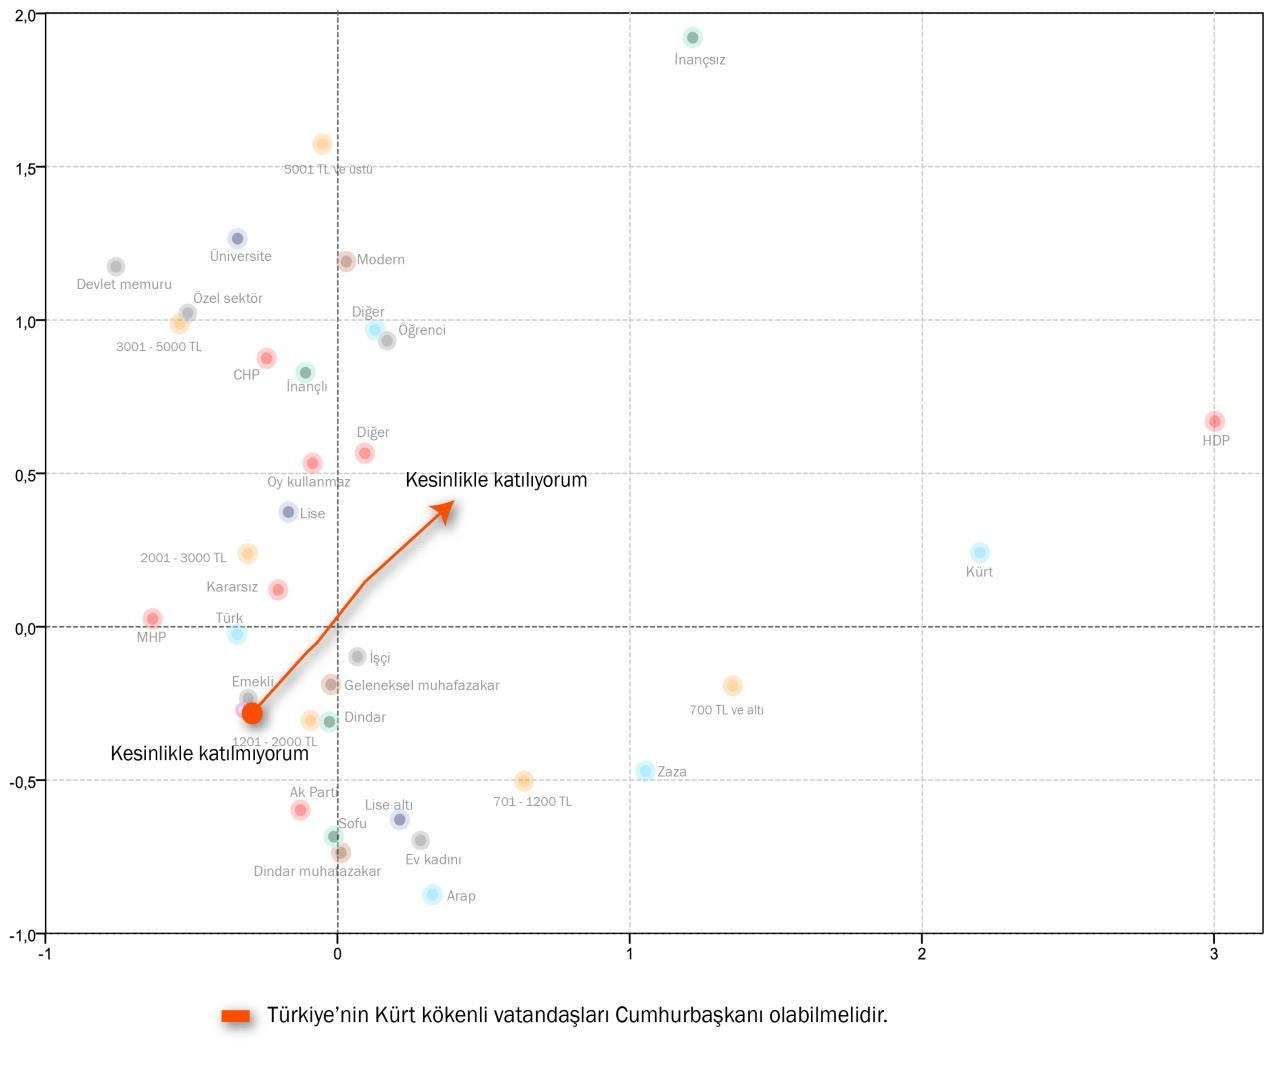 2,0
İnançsız
1,5
5001 TL ve üstü
Üniversite
Modern
Devlet memuru
Özel sektör
Diğer
1,0
Öğrenci
3001 - 5000 TL
CHP
İnançlı
Diğer
HDP
0,5
Oy kullanmaz
Kesinlikle katılıyorum
Lise
2001 - 3000 TL
Kürt
Kararsız
Türk
0,0
MHP
İşçi
Emekli
Geleneksel muhafazakar
700 TL ve altı
Dindar
1201 - 2000 TL
Kesinlikle katılmıyorum
Zaza
-0,5
Ak Parti
701 - 1200 TL
Lise altı
Sofu
Ev kadını
Dindar muhafazakar
Arap
-1,0
-1 0 1 2 3
Türkiye’nin Kürt kökenli vatandaşları Cumhurbaşkanı olabilmelidir.